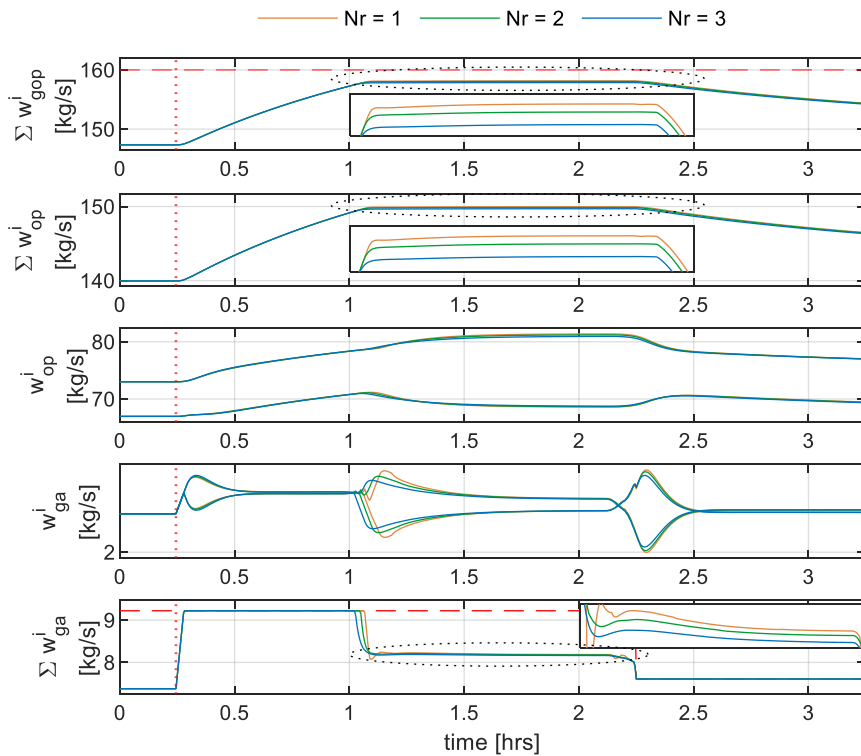 Nr = 1 Nr = 2 Nr = 3
Σ w^i_gop [kg/s]
160
150
0 0.5 1 1.5 2 2.5 3
Σ w^i_op [kg/s]
150
140
0 0.5 1 1.5 2 2.5 3
w^i_op [kg/s]
80
70
0 0.5 1 1.5 2 2.5 3
w^i_ga [kg/s]
2
0 0.5 1 1.5 2 2.5 3
Σ w^i_ga [kg/s]
9
8
0 0.5 1 1.5 2 2.5 3
time [hrs]